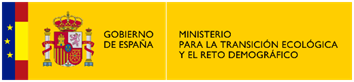 GOBIERNO
DE ESPAÑA
MINISTERIO
PARA LA TRANSICIÓN ECOLÓGICA
Y EL RETO DEMOGRÁFICO